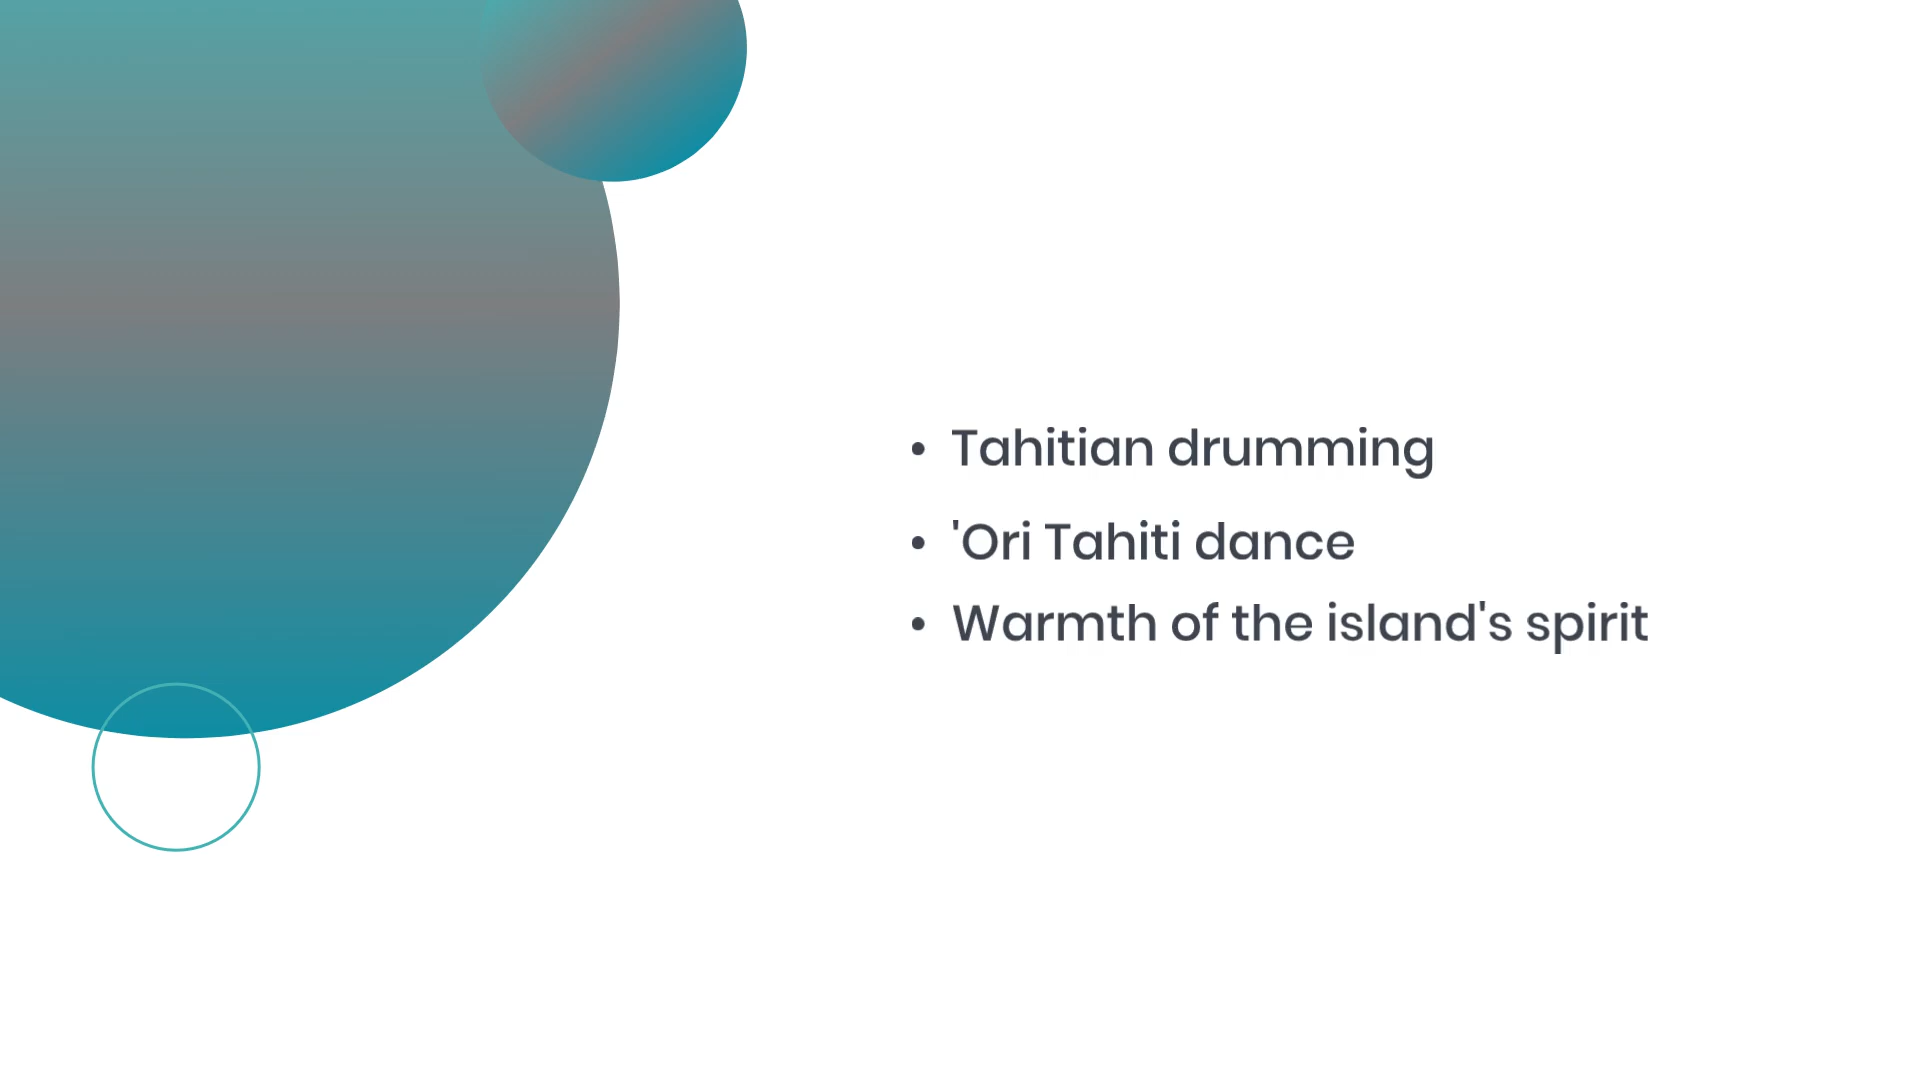 • Tahitian drumming
• 'Ori Tahiti dance
• Warmth of the island's spirit